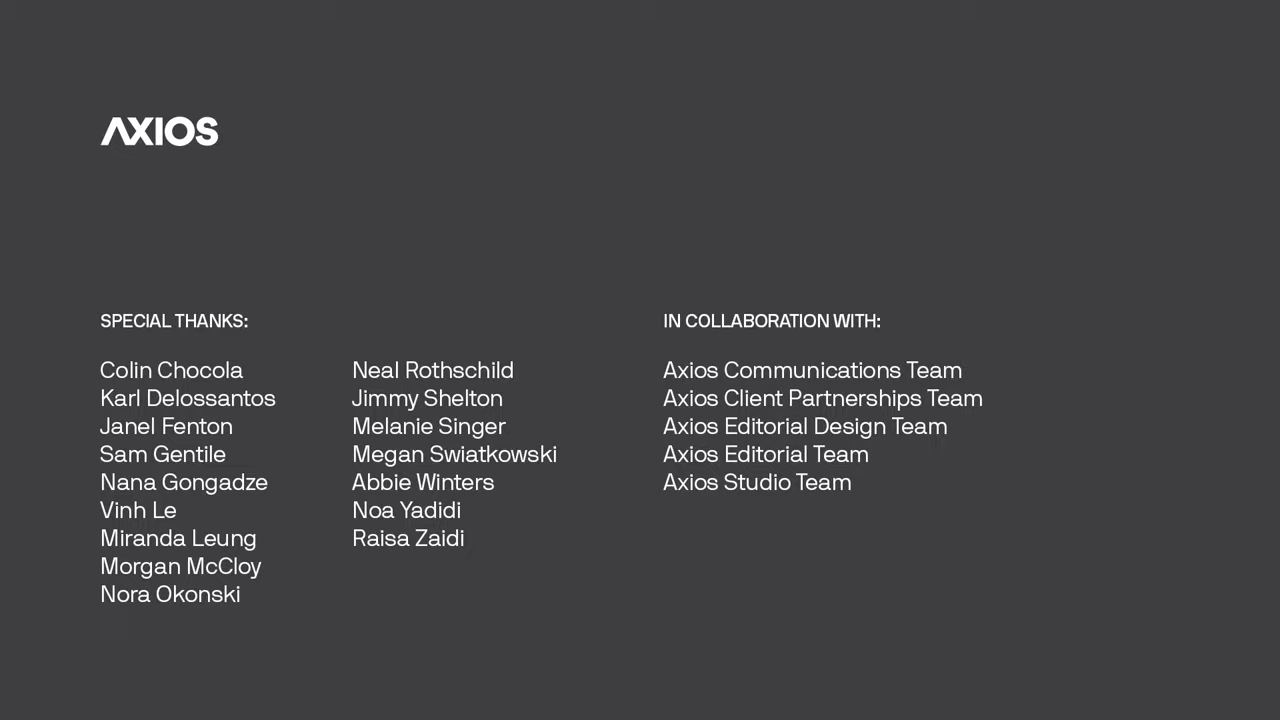 AXIOS
SPECIAL THANKS:
Colin Chocola
Karl Delossantos
Janel Fenton
Sam Gentile
Nana Gongadze
Vinh Le
Miranda Leung
Morgan McCloy
Nora Okonski
Neal Rothschild
Jimmy Shelton
Melanie Singer
Megan Swiatkowski
Abbie Winters
Noa Yadidi
Raisa Zaidi
IN COLLABORATION WITH:
Axios Communications Team
Axios Client Partnerships Team
Axios Editorial Design Team
Axios Editorial Team
Axios Studio Team